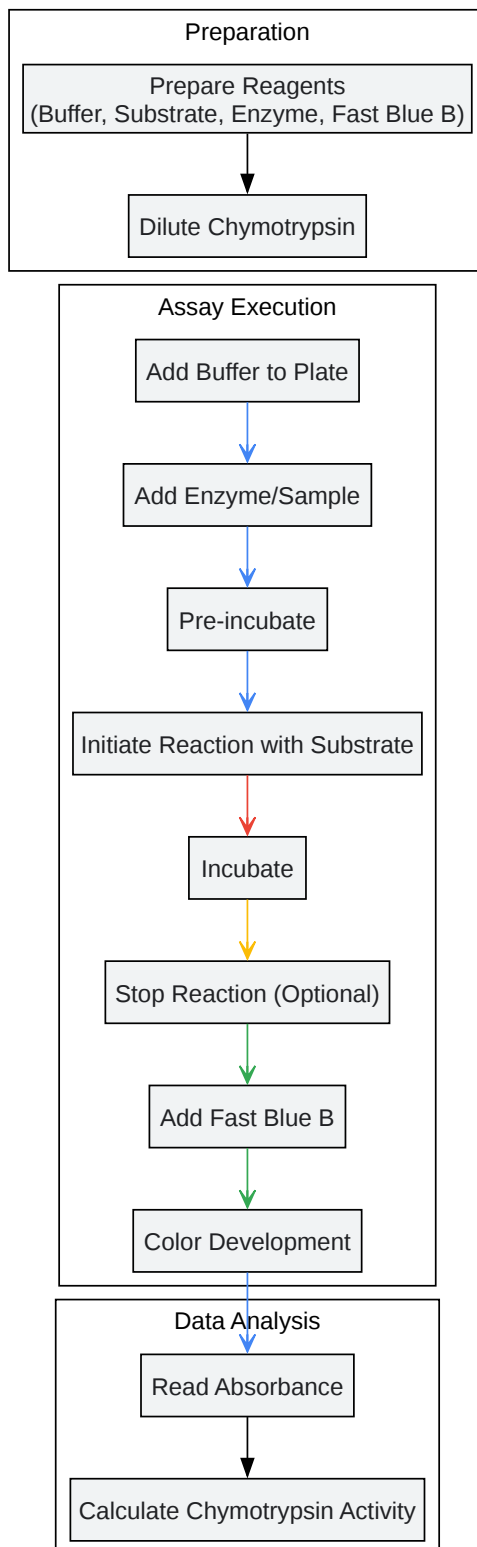 Preparation
Prepare Reagents
(Buffer, Substrate, Enzyme, Fast Blue B)
Dilute Chymotrypsin
Assay Execution
Add Buffer to Plate
Add Enzyme/Sample
Pre-incubate
Initiate Reaction with Substrate
Incubate
Stop Reaction (Optional)
Add Fast Blue B
Color Development
Data Analysis
Read Absorbance
Calculate Chymotrypsin Activity